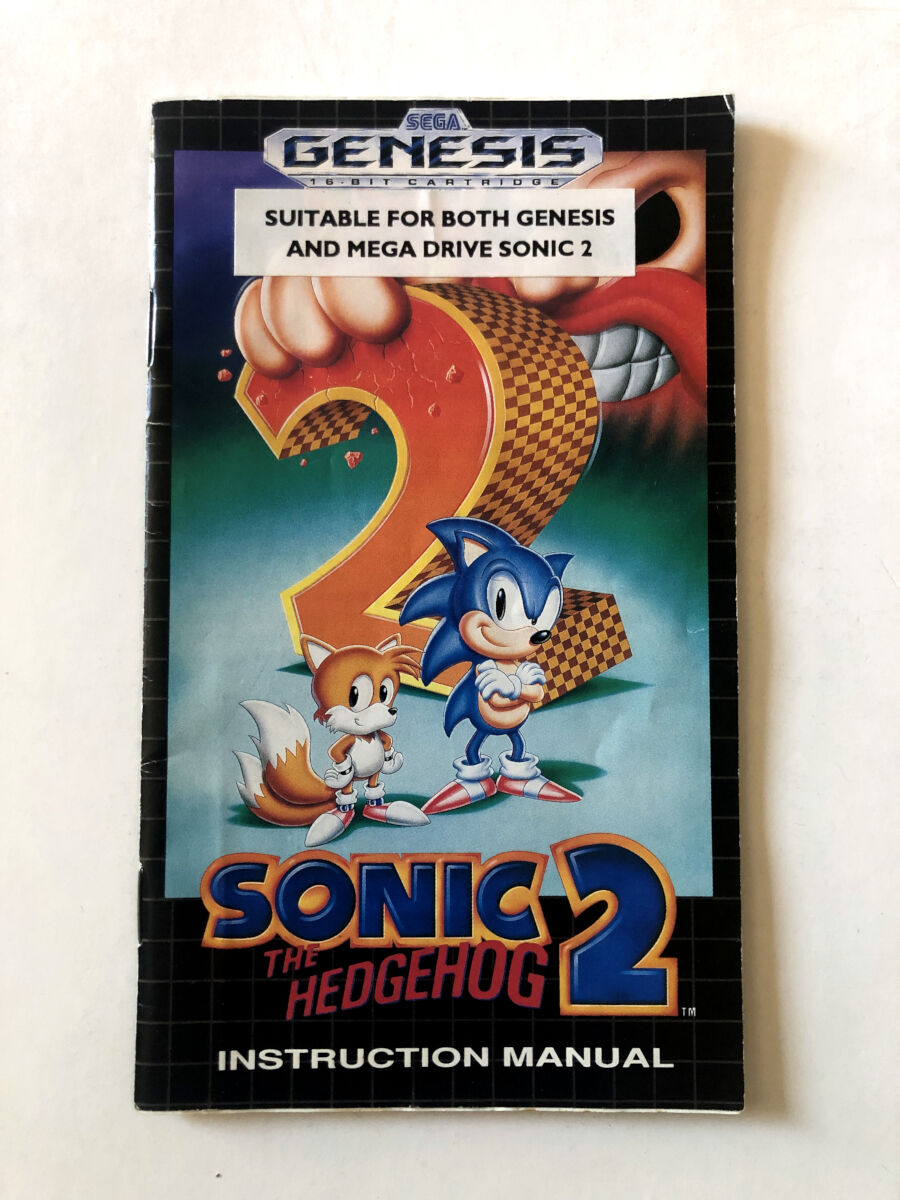 SEGA
GENESIS
16-BIT CARTRIDGE
SUITABLE FOR BOTH GENESIS
AND MEGA DRIVE SONIC 2
2
SONIC
THE
HEDGEHOG
2
TM
INSTRUCTION MANUAL